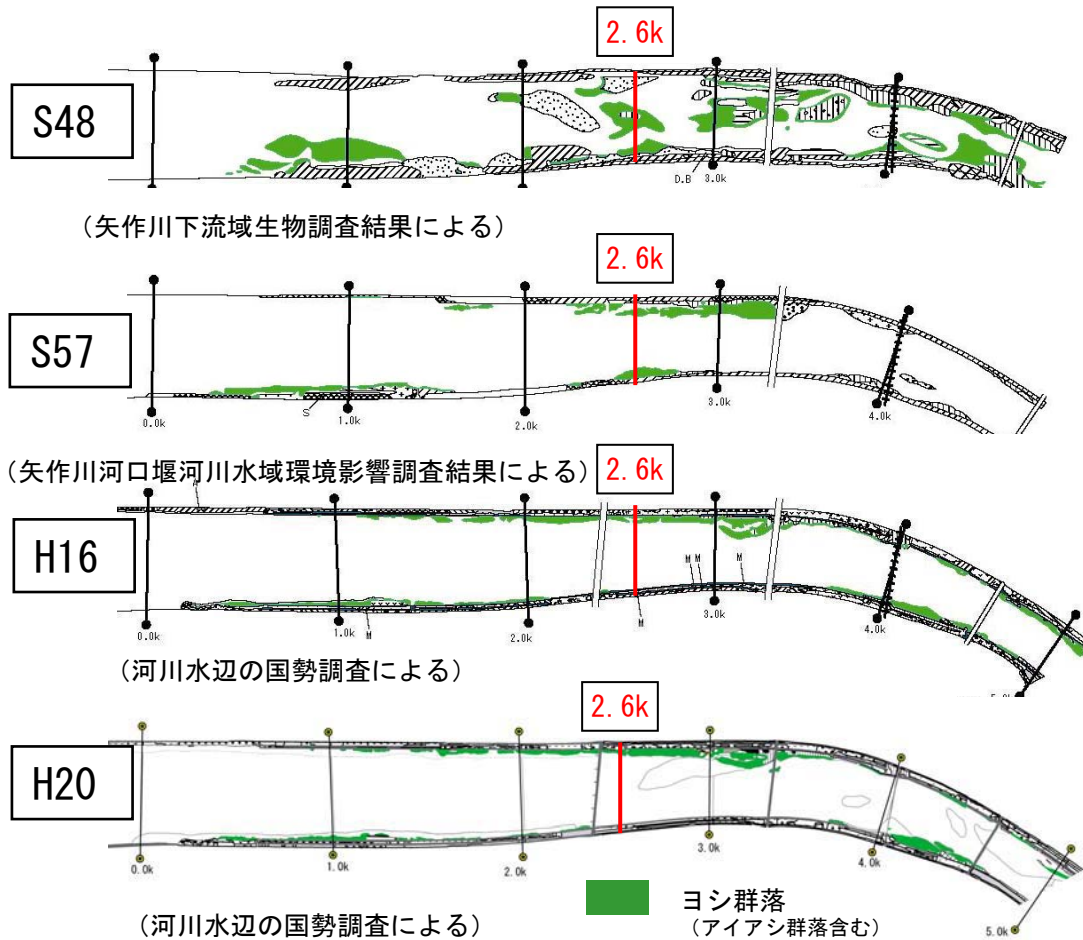 2.6k
S48
D.B
3.0k
(矢作川下流域生物調査結果による)
2.6k
S57
S
0.0k
1.0k
2.0k
3.0k
4.0k
(矢作川河口堰河川水域環境影響調査結果による)
2.6k
H16
M
M
M
M
M
0.0k
1.0k
2.0k
3.0k
4.0k
(河川水辺の国勢調査による)
2.6k
H20
0.0k
1.0k
2.0k
3.0k
4.0k
5.0k
ヨシ群落
(アイアシ群落含む)
(河川水辺の国勢調査による)